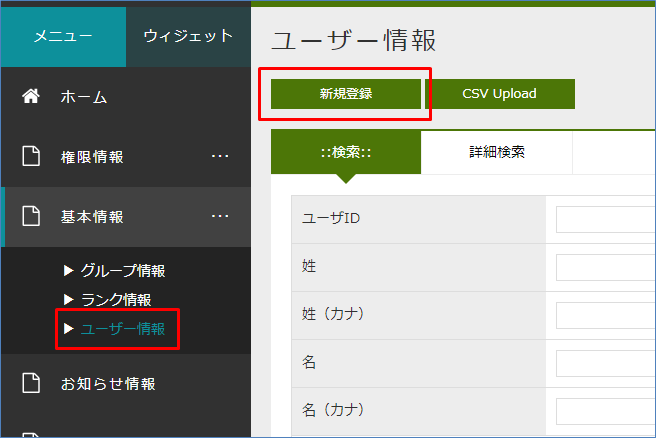 メニュー
ウィジェット
ホーム
権限情報 ...
基本情報 ...
▶ グループ情報
▶ ランク情報
▶ ユーザー情報
お知らせ情報
ユーザー情報
新規登録
CSV Upload
::検索::
詳細検索
ユーザID
姓
姓（カナ）
名
名（カナ）